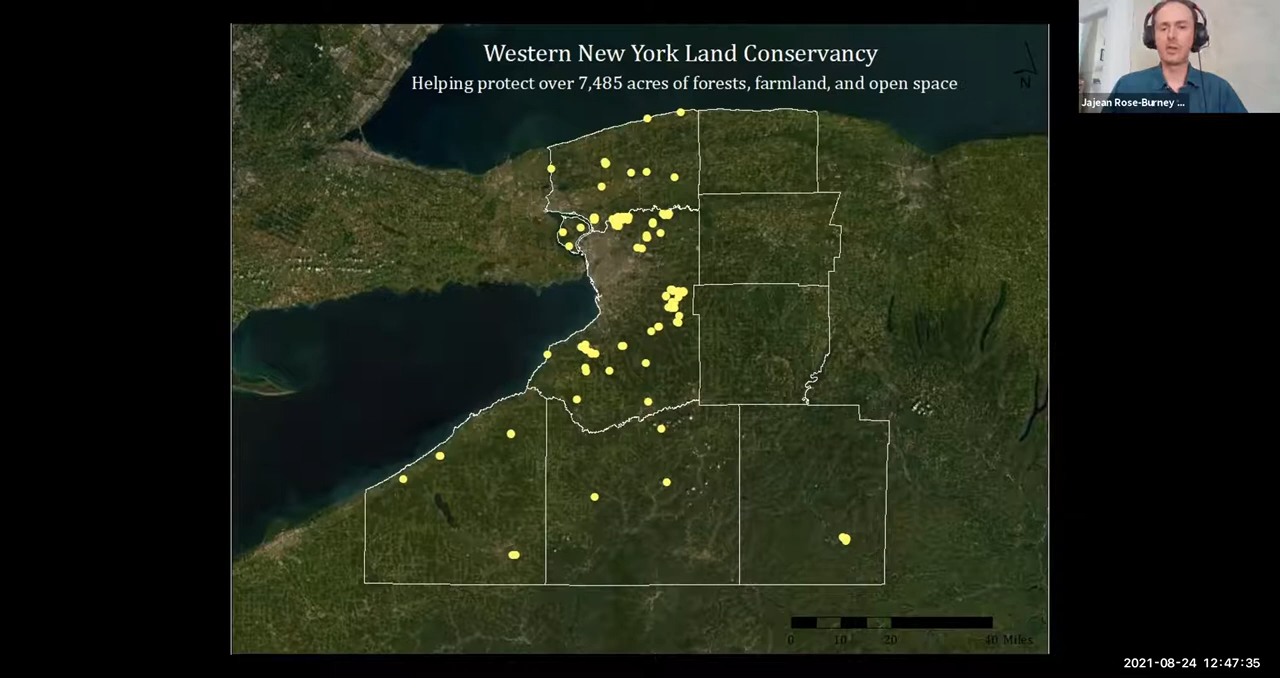 Western New York Land Conservancy
Helping protect over 7,485 acres of forests, farmland, and open space
N
Jajean Rose-Burney ...
0 10 20 40 Miles
2021-08-24 12:47:35